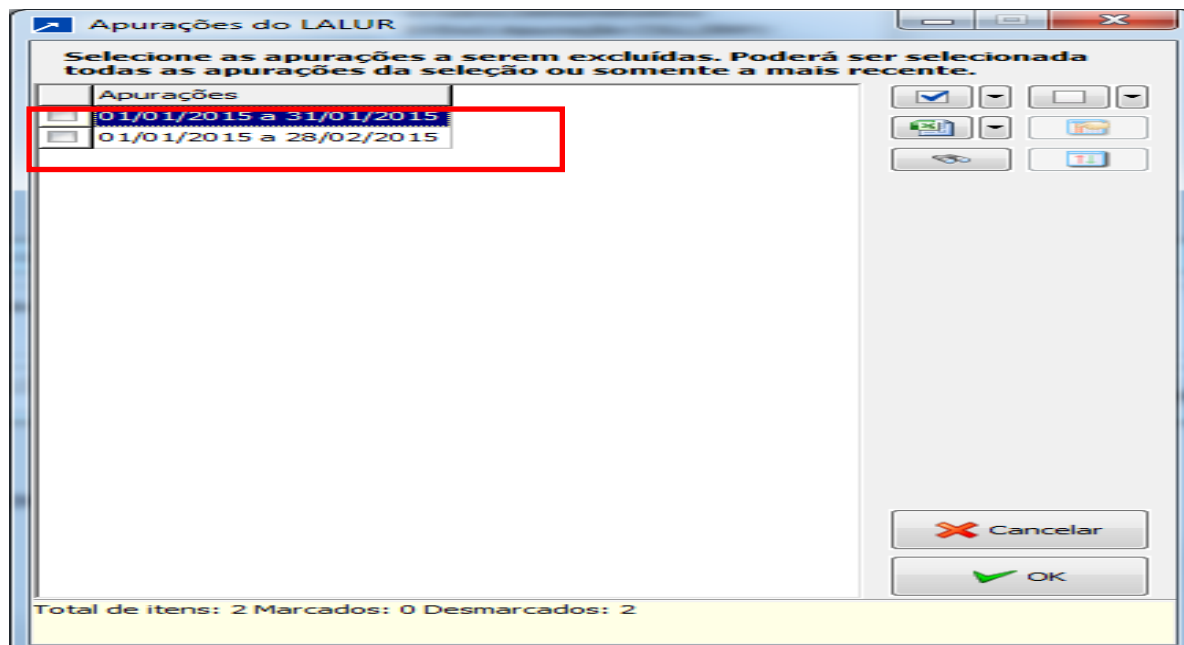 Apurações do LALUR
Selecione as apurações a serem excluídas. Poderá ser selecionada
todas as apurações da seleção ou somente a mais recente.
Apurações
01/01/2015 a 31/01/2015
01/01/2015 a 28/02/2015
Cancelar
OK
Total de itens: 2 Marcados: 0 Desmarcados: 2